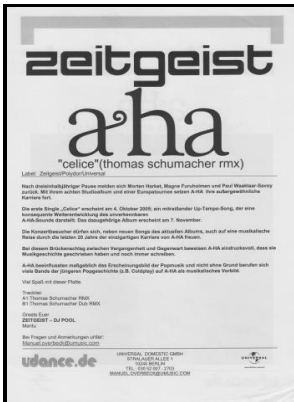 zeitgeist
a-ha
"celice"(thomas schumacher rmx)
Label: Zeitgeist/Polydor/Universal
Nach dreieinhalbjähriger Pause melden sich Morten Harket, Magne Furuholmen und Paul Waaktaar-Savoy
zurück. Mit ihrem achten Studioalbum und einer Europatournee setzen A-HA ihre außergewöhnliche
Karriere fort.
Die erste Single „Celice" erscheint am 4. Oktober 2005; ein mitreißender Up-Tempo-Song, der eine
konsequente Weiterentwicklung des unverkennbaren
A-HA-Sounds darstellt. Das dazugehörige Album erscheint am 7. November.
Die Konzertbesucher dürfen sich, neben neuen Songs des aktuellen Albums, auch auf eine musikalische
Reise durch die letzten 20 Jahre der einzigartigen Karriere von A-HA freuen.
Bei diesem Brückenschlag zwischen Vergangenheit und Gegenwart beweisen A-HA eindrucksvoll, dass sie
Musikgeschichte geschrieben haben und noch immer schreiben.
A-HA beeinflussten maßgeblich das Erscheinungsbild der Popmusik und nicht ohne Grund berufen sich
viele Bands der jüngeren Popgeschichte (z.B. Coldplay) auf A-HA als musikalisches Vorbild.
Viel Spaß mit dieser Platte.
Tracklist:
A1:Thomas Schumacher RMX
B1:Thomas Schumacher Dub RMX
Greets Euer
ZEITGEIST – DJ POOL
Manu
Bei Fragen und Anmerkungen unter:
Manuel.overbeck@umusic.com
udance.de
UNIVERSAL DOMESTIC GMBH
STRALAUER ALLEE 1
10245 BERLIN
TEL.: 030 52 007 - 2703
MANUEL.OVERBECK@UMUSIC.COM
UNIVERSAL